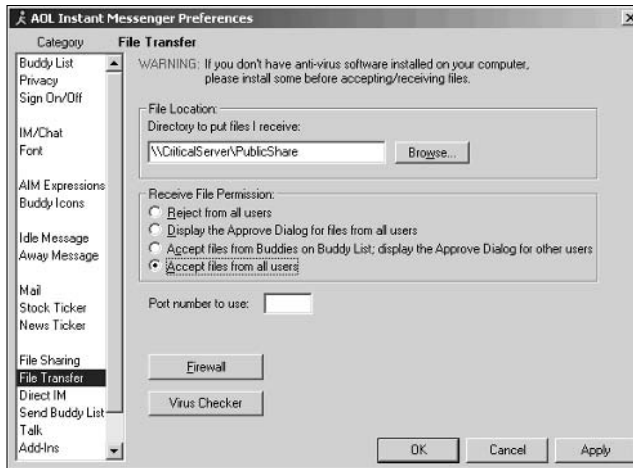 AOL Instant Messenger Preferences
Category
File Transfer
Buddy List
Privacy
Sign On/Off
IM/Chat
Font
AIM Expressions
Buddy Icons
Idle Message
Away Message
Mail
Stock Ticker
News Ticker
File Sharing
File Transfer
Direct IM
Send Buddy List
Talk
Add-Ins
WARNING: If you don't have anti-virus software installed on your computer,
please install some before accepting/receiving files.
File Location:
Directory to put files I receive:
\\CriticalServer\PublicShare
Browse...
Receive File Permission:
Reject from all users
Display the Approve Dialog for files from all users
Accept files from Buddies on Buddy List; display the Approve Dialog for other users
Accept files from all users
Port number to use:
Firewall
Virus Checker
OK
Cancel
Apply